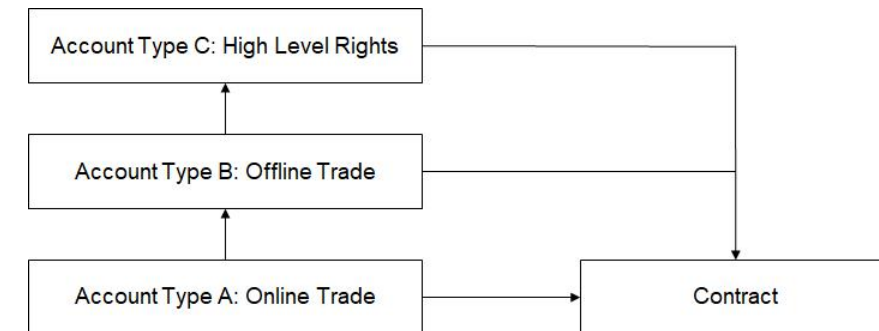 Account Type C: High Level Rights
Account Type B: Offline Trade
Account Type A: Online Trade
Contract